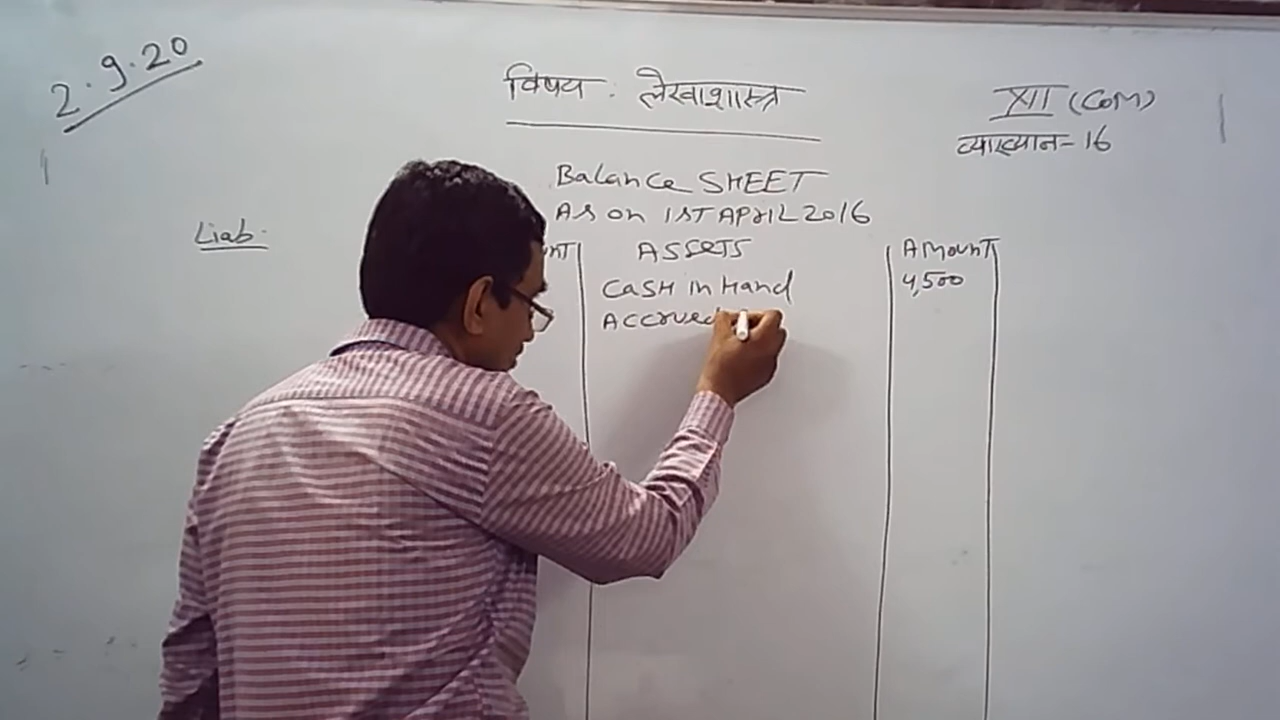 2.9.20
विषय . लेखाशास्त्र
XII (COM)
व्याख्यान-16
Balance SHEET
AS on 1ST APRIL 2016
Liab.
ASSETS
AMOUNT
CASH in Hand
4,500
ACCrued